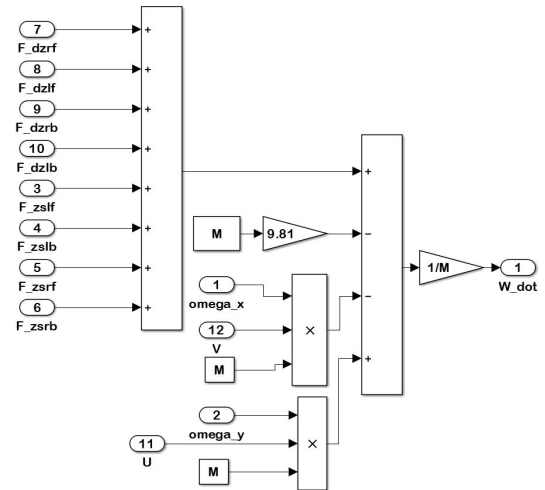 7
F_dzrf
8
F_dzlf
9
F_dzrb
10
F_dzlb
3
F_zslf
4
F_zslb
5
F_zsrf
6
F_zsrb
+
+
+
+
+
+
+
+
M
9.81
1
omega_x
12
V
M
×
2
omega_y
11
U
M
×
+
−
−
+
1/M
1
W_dot